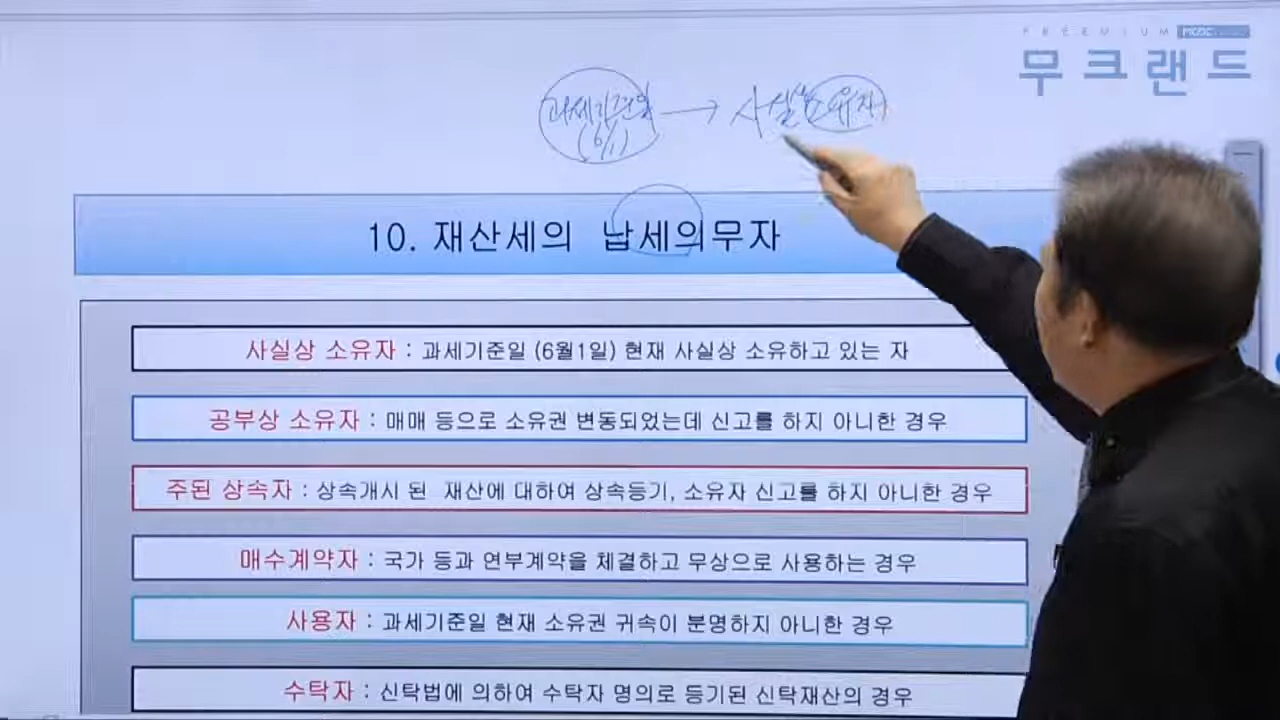 PREMIUM MOOC
무크랜드
과세기준일 → 사실상소유자
(6/1)
10. 재산세의 납세의무자
사실상 소유자 : 과세기준일 (6월1일) 현재 사실상 소유하고 있는 자
공부상 소유자 : 매매 등으로 소유권 변동되었는데 신고를 하지 아니한 경우
주된 상속자 : 상속개시 된 재산에 대하여 상속등기, 소유자 신고를 하지 아니한 경우
매수계약자 : 국가 등과 연부계약을 체결하고 무상으로 사용하는 경우
사용자 : 과세기준일 현재 소유권 귀속이 분명하지 아니한 경우
수탁자 : 신탁법에 의하여 수탁자 명의로 등기된 신탁재산의 경우